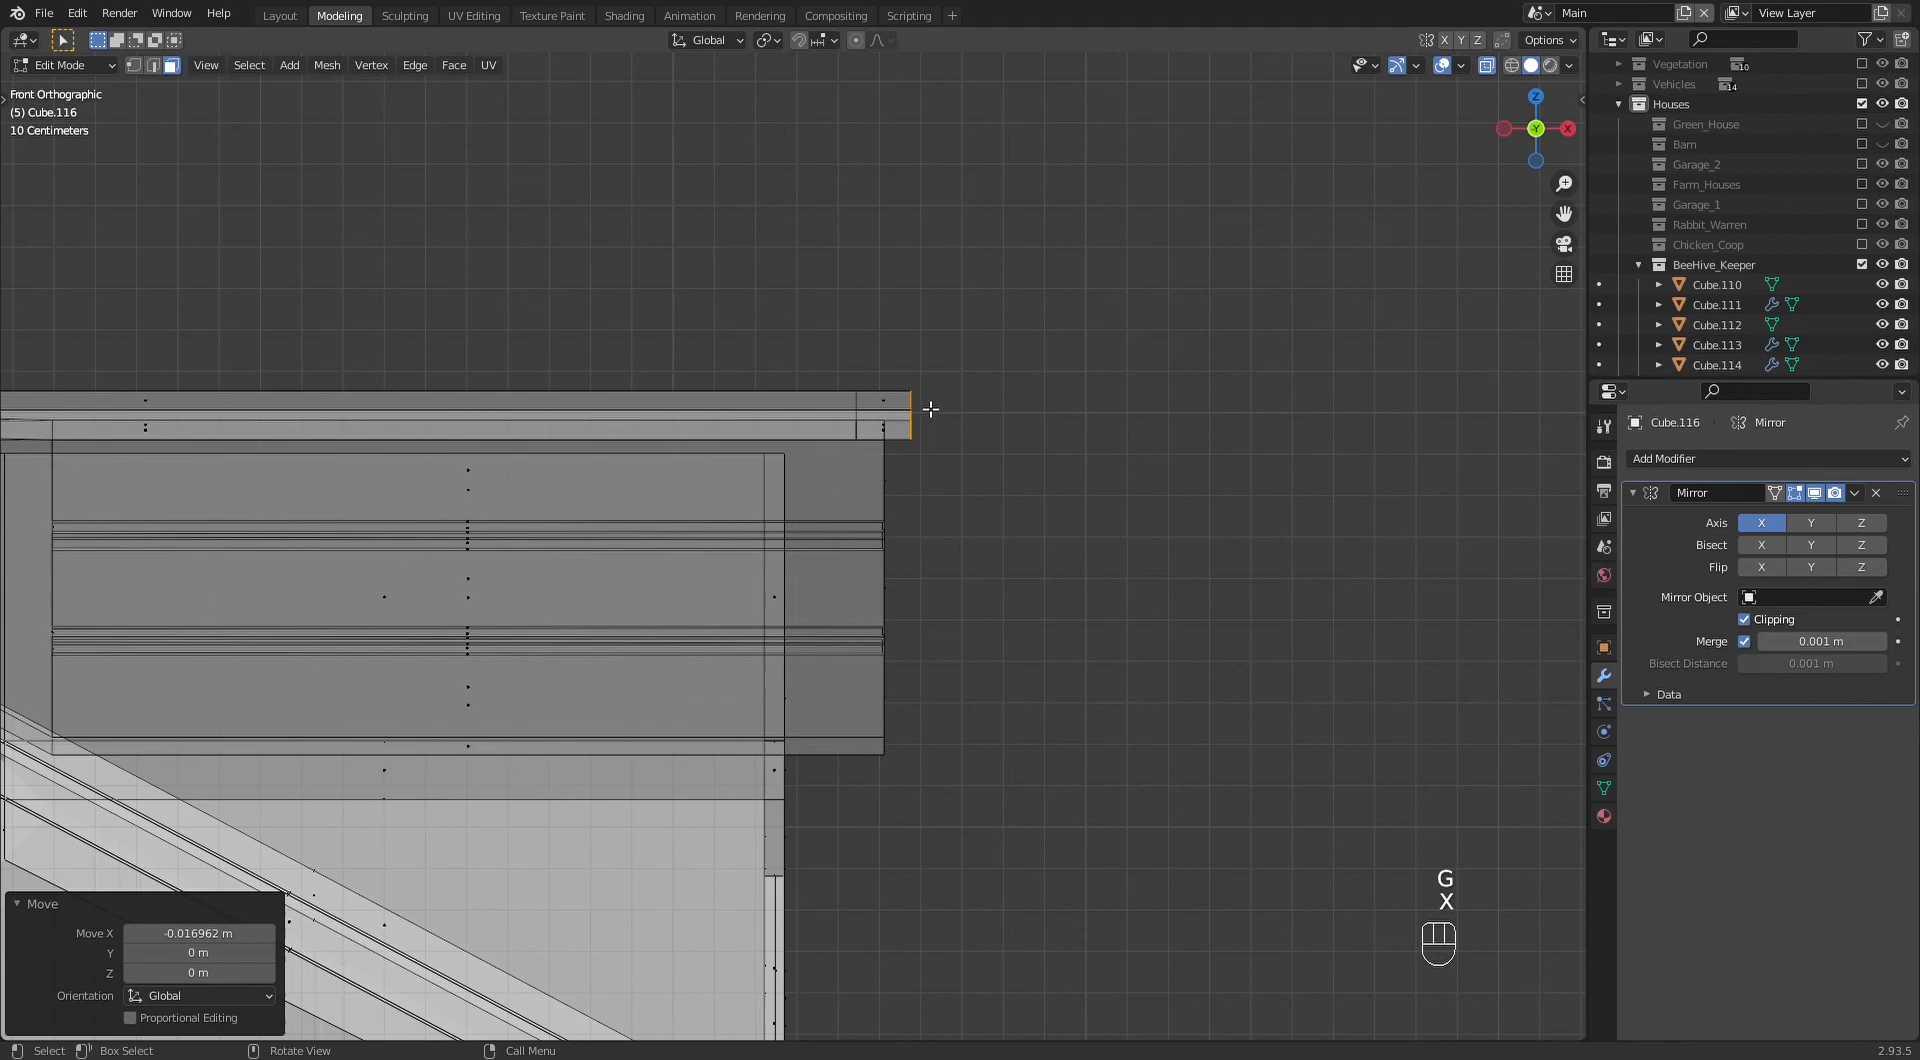 File Edit Render Window Help Layout Modeling Sculpting UV Editing Texture Paint Shading Animation Rendering Compositing Scripting + Main View Layer
Global X Y Z Options
Edit Mode View Select Add Mesh Vertex Edge Face UV
Front Orthographic
(5) Cube.116
10 Centimeters
Z
Y X
Vegetation 10
Vehicles 14
Houses
Green_House
Barn
Garage_2
Farm_Houses
Garage_1
Rabbit_Warren
Chicken_Coop
BeeHive_Keeper
Cube.110
Cube.111
Cube.112
Cube.113
Cube.114
Cube.116 Mirror
Add Modifier
Mirror
Axis X Y Z
Bisect X Y Z
Flip X Y Z
Mirror Object
Clipping
Merge 0.001 m
Bisect Distance 0.001 m
Data
G
X
Move
Move X -0.016962 m
Y 0 m
Z 0 m
Orientation Global
Proportional Editing
Select Box Select Rotate View Call Menu 2.93.5